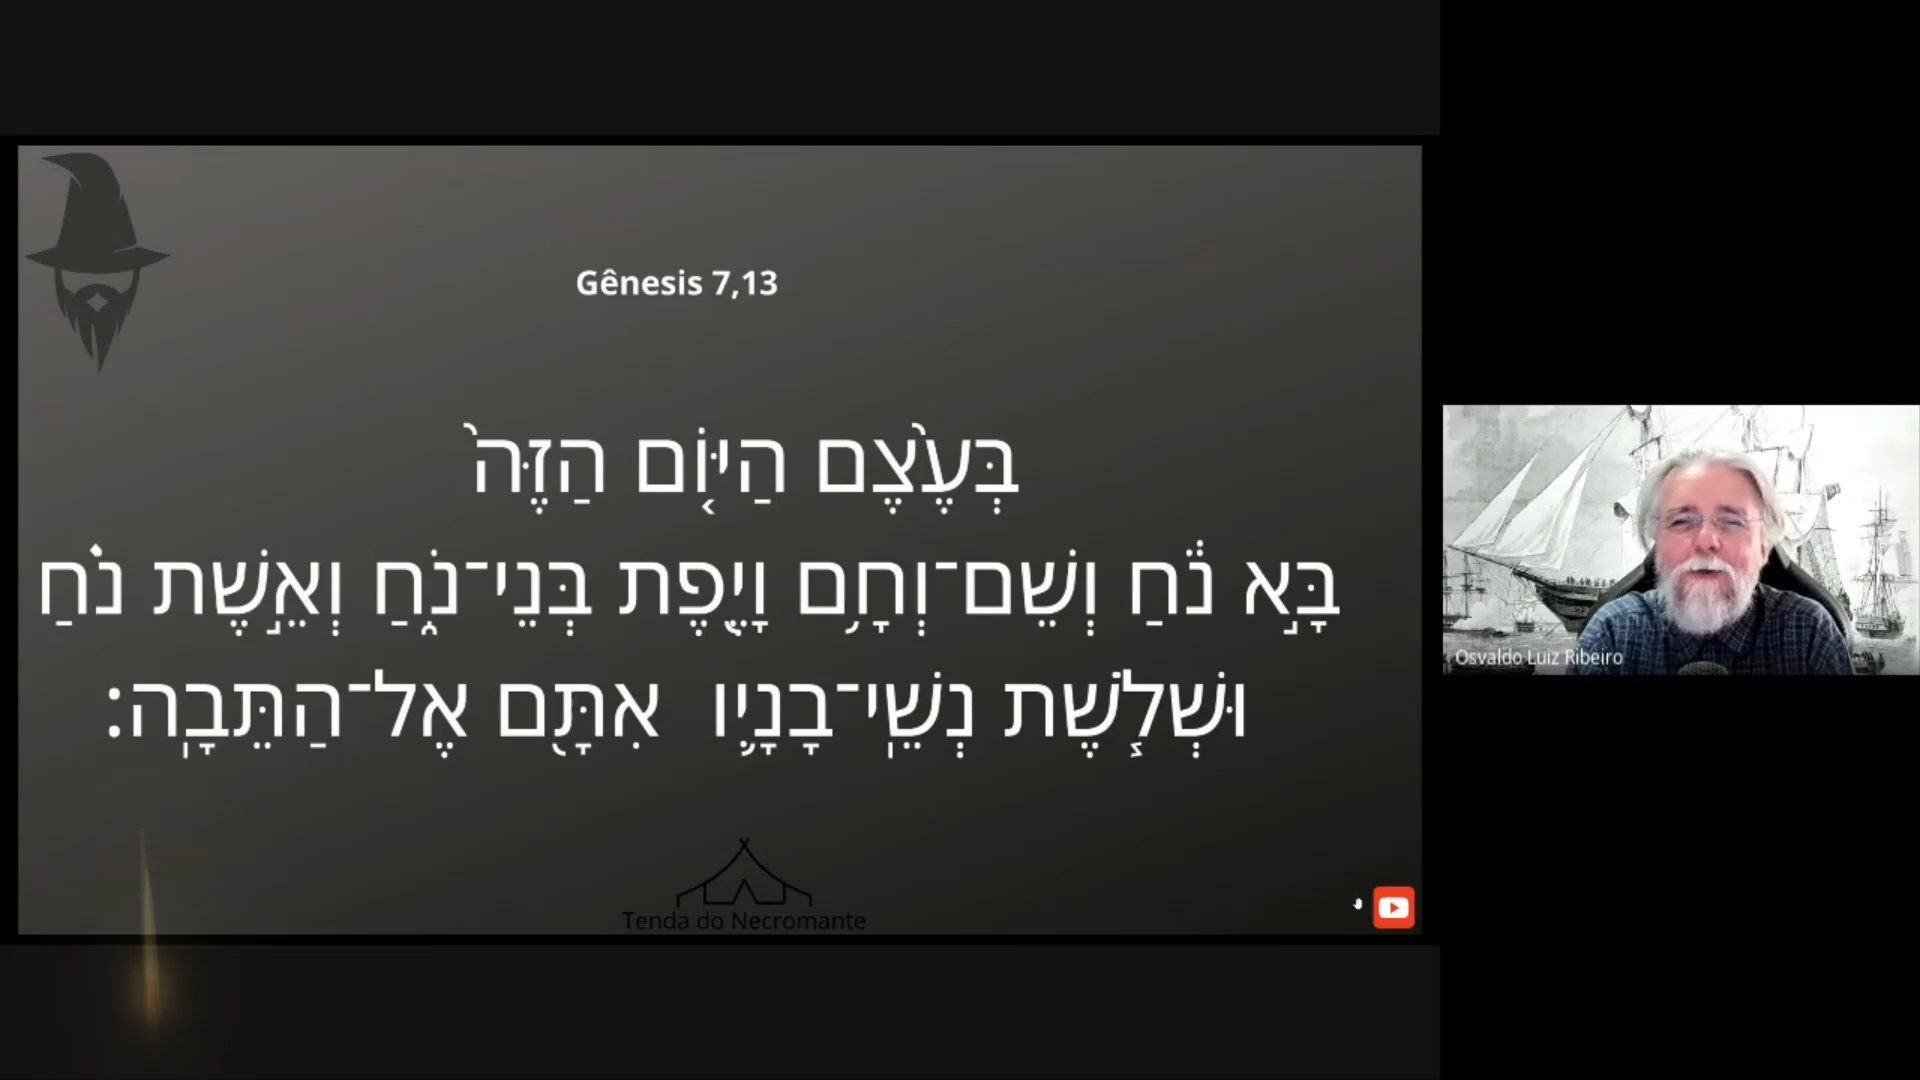 Gênesis 7,13
בְּעֶ֨צֶם הַיּ֤וֹם הַזֶּה֙
בָּ֣א נֹ֔חַ וְשֵׁם־וְחָ֥ם וָיֶ֖פֶת בְּנֵי־נֹ֑חַ וְאֵ֣שֶׁת נֹ֗חַ
וּשְׁלֹ֧שֶׁת נְשֵֽׁי־בָנָ֛יו אִתָּ֖ם אֶל־הַתֵּבָֽה׃
Tenda do Necromante
Osvaldo Luiz Ribeiro